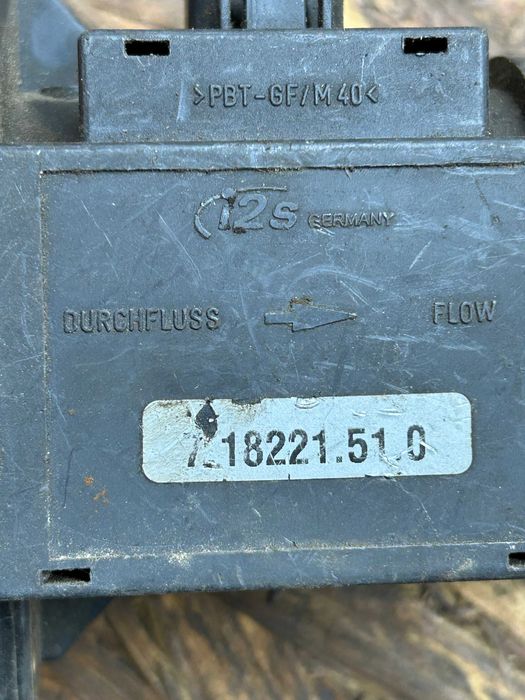 >PBT-GF/M40<
i2s GERMANY
DURCHFLUSS FLOW
7.18221.51.0